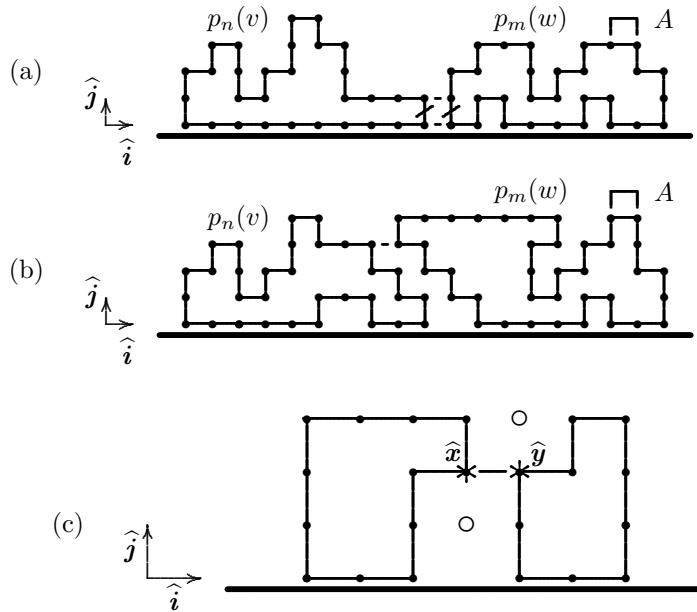 p_n(v) p_m(w) A
(a)
ĵ
î
p_n(v) p_m(w) A
(b)
ĵ
î
x̂ ŷ
(c)
ĵ
î